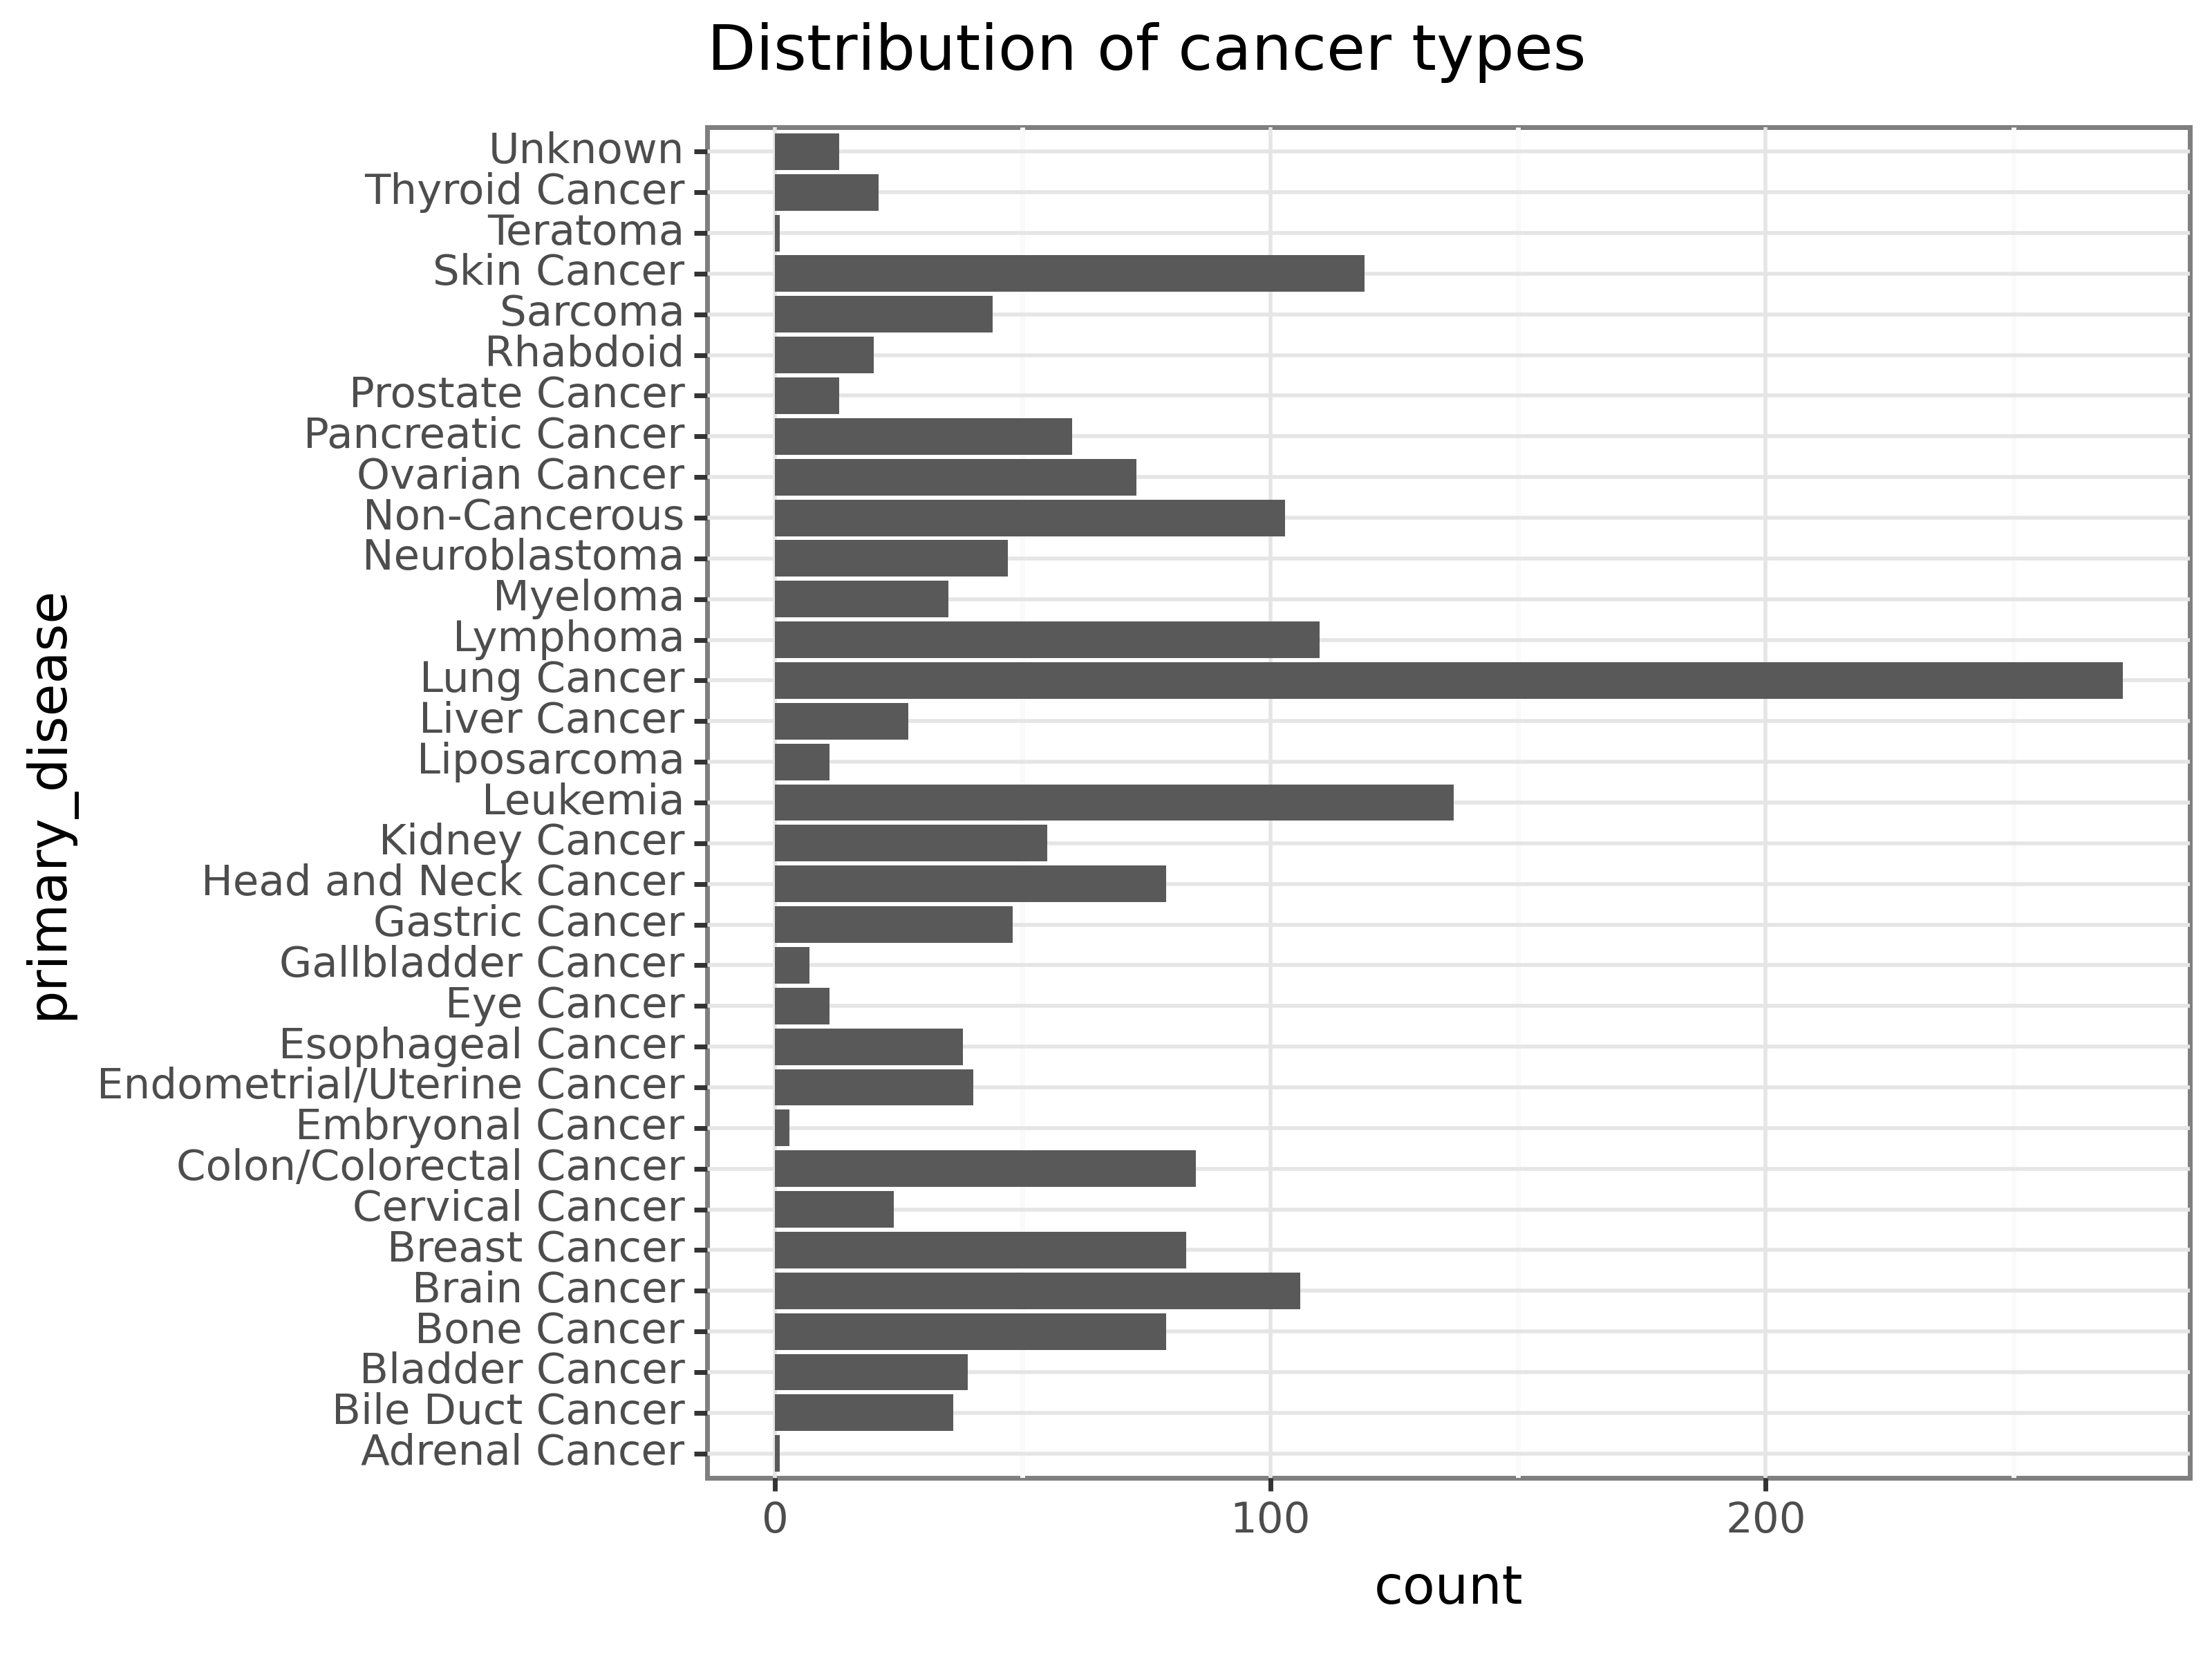 Distribution of cancer types
Unknown
Thyroid Cancer
Teratoma
Skin Cancer
Sarcoma
Rhabdoid
Prostate Cancer
Pancreatic Cancer
Ovarian Cancer
Non-Cancerous
Neuroblastoma
Myeloma
Lymphoma
Lung Cancer
Liver Cancer
Liposarcoma
Leukemia
Kidney Cancer
Head and Neck Cancer
Gastric Cancer
Gallbladder Cancer
Eye Cancer
Esophageal Cancer
Endometrial/Uterine Cancer
Embryonal Cancer
Colon/Colorectal Cancer
Cervical Cancer
Breast Cancer
Brain Cancer
Bone Cancer
Bladder Cancer
Bile Duct Cancer
Adrenal Cancer
primary_disease
0 100 200
count